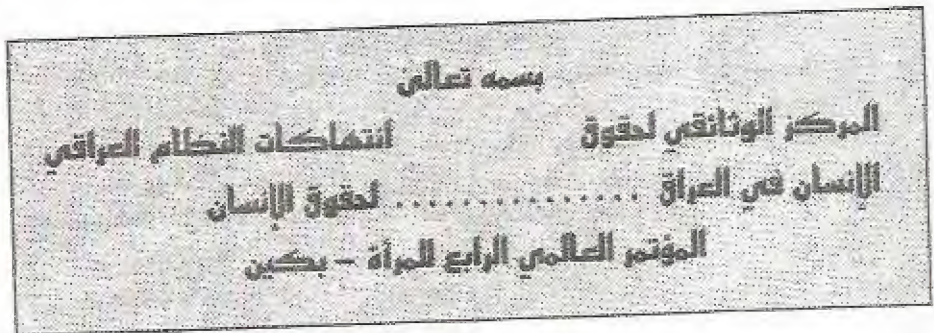 بسمه تعالى
المركز الوثائقي لحقوق انتهاكات النظام العراقي
الإنسان في العراق ............... لحقوق الإنسان
المؤتمر العالمي الرابع للمرأة – بكين